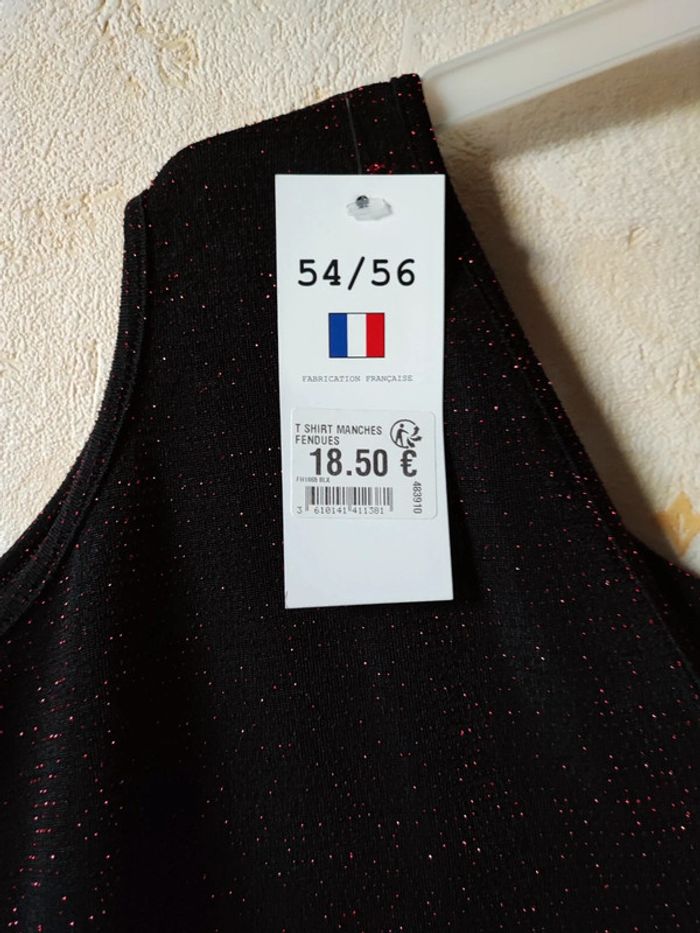 54/56
FABRICATION FRANÇAISE
T SHIRT MANCHES
FENDUES
18.50 €
483910
3 610141 411381